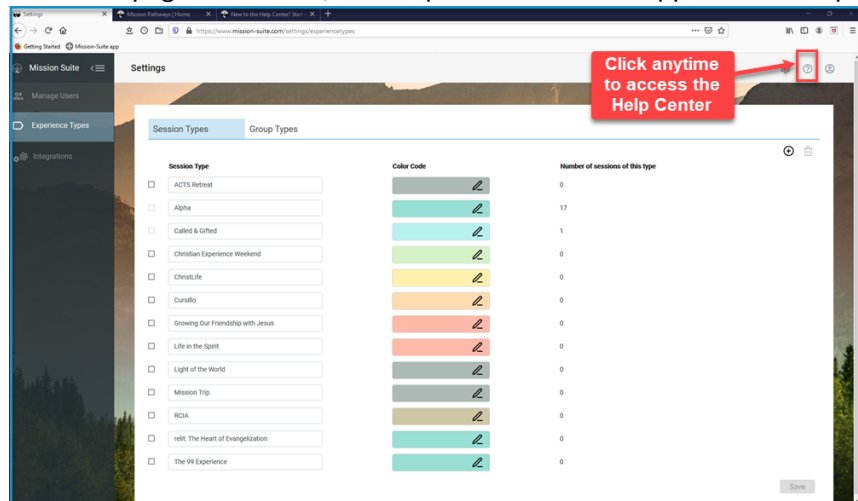 Settings
Mission Pathways | Home
New to the Help Center? Start
https://www.mission-suite.com/settings/experiencetypes
Getting Started
Mission-Suite app
Mission Suite
Settings
Click anytime
to access the
Help Center
Manage Users
Experience Types
Integrations
Session Types
Group Types
Session Type
Color Code
Number of sessions of this type
ACTS Retreat
0
Alpha
17
Called & Gifted
1
Christian Experience Weekend
0
ChristLife
0
Cursillo
0
Growing Our Friendship with Jesus
0
Life in the Spirit
0
Light of the World
0
Mission Trip
0
RCIA
0
relit: The Heart of Evangelization
0
The 99 Experience
0
Save